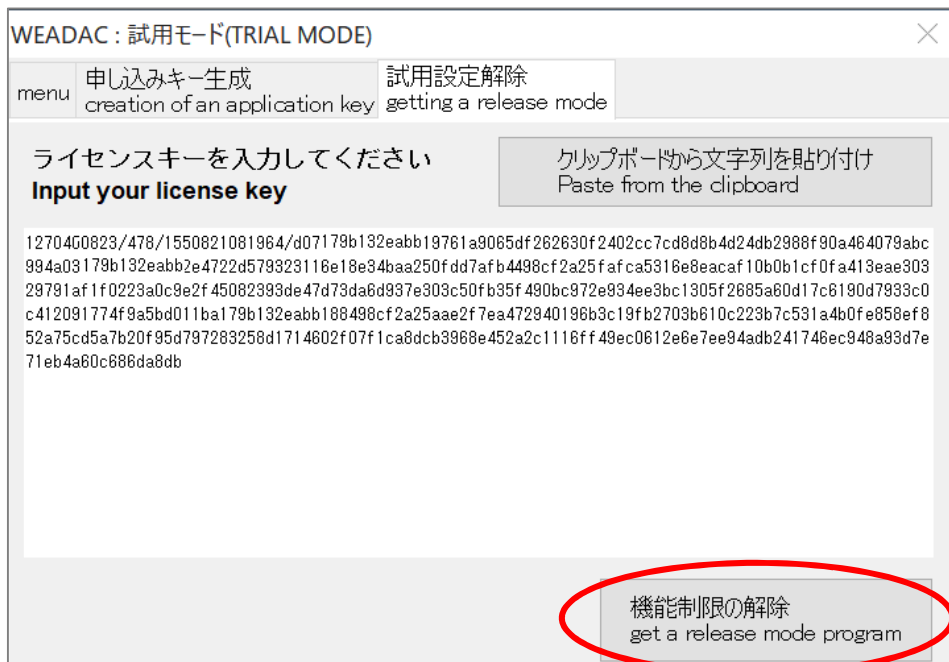 WEADAC : 試用モード(TRIAL MODE)
menu
申し込みキー生成
creation of an application key
試用設定解除
getting a release mode
ライセンスキーを入力してください
Input your license key
クリップボードから文字列を貼り付け
Paste from the clipboard
1270460823/478/1550821081964/d07179b132eabb19761a9065df262630f2402cc7cd8d8b4d24db2988f90a464079abc
994a03179b132eabb2e4722d579323116e18e34baa250fdd7afb4498cf2a25fafca5316e8eacaf10b0b1cf0fa413eae303
29791af1f0223a0c9e2f45082393de47d73da6d937e303c50fb35f490bc972e934ee3bc1305f2685a60d17c6190d7933c0
c412091774f9a5bd011ba179b132eabb188498cf2a25aae2f7ea472940196b3c19fb2703b610c223b7c531a4b0fe858ef8
52a75cd5a7b20f95d797283258d1714602f07f1ca8dcb3968e452a2c1116ff49ec0612e6e7ee94adb241746ec948a93d7e
71eb4a60c686da8db
機能制限の解除
get a release mode program